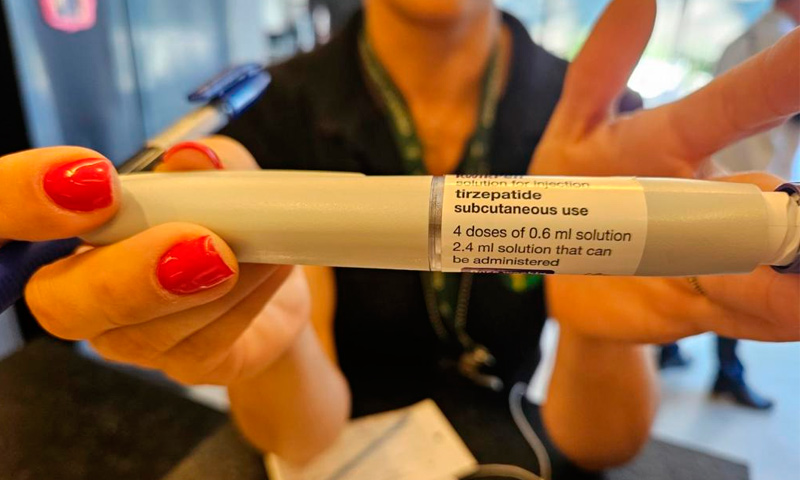 KwikPen
solution for injection
tirzepatide
subcutaneous use
4 doses of 0.6 ml solution
2.4 ml solution that can
be administered